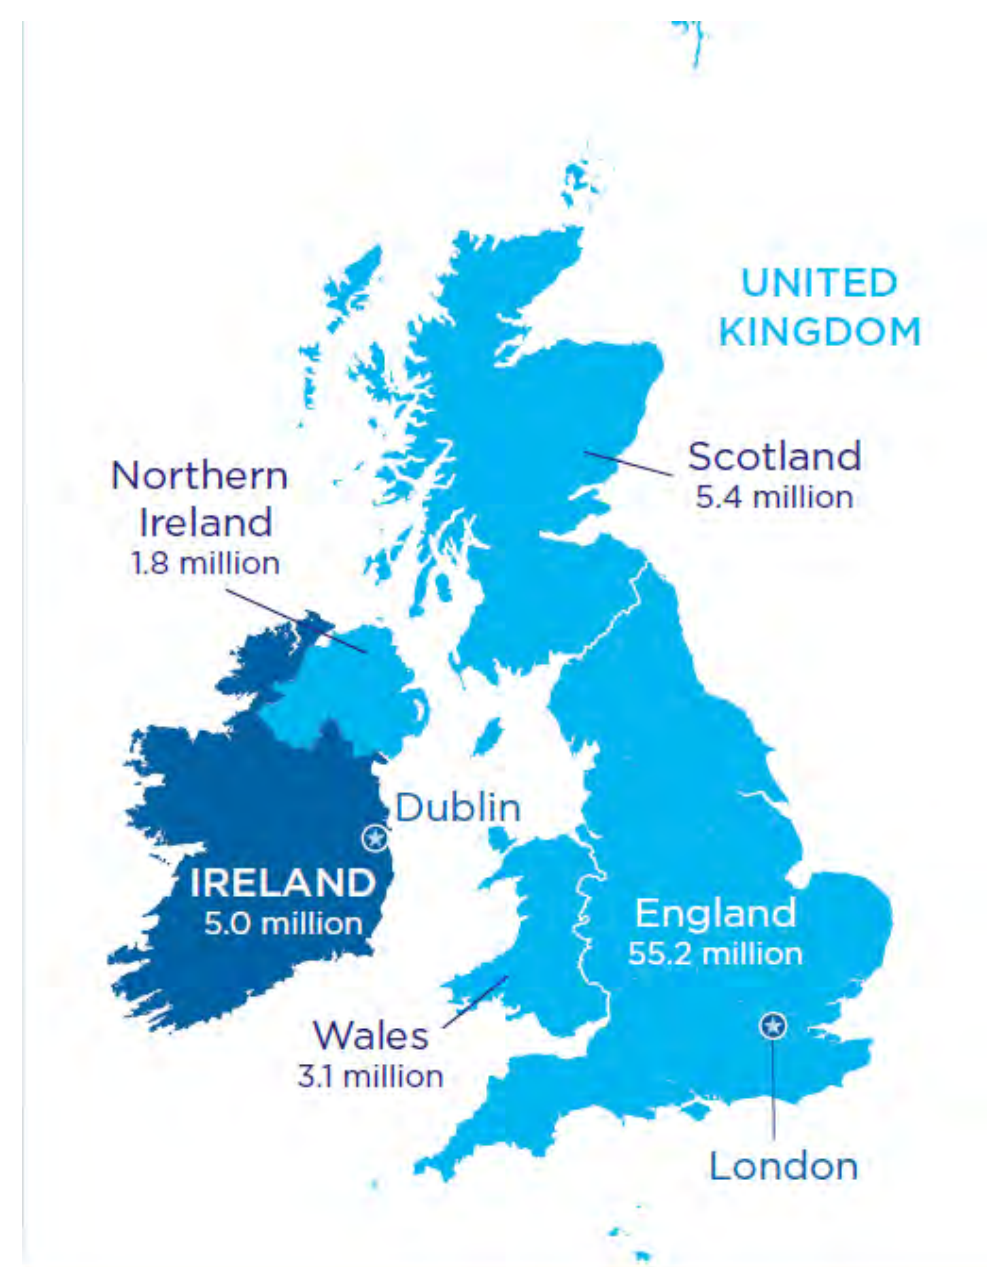 UNITED
KINGDOM
Scotland
5.4 million
Northern
Ireland
1.8 million
Dublin
IRELAND
5.0 million
England
55.2 million
Wales
3.1 million
London